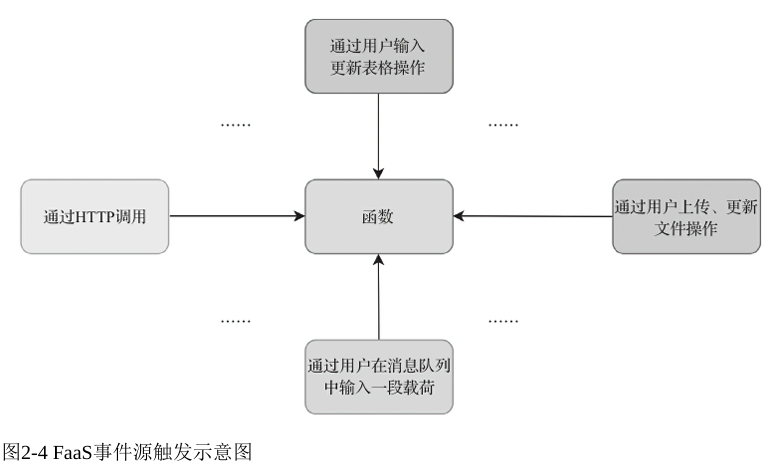 通过用户输入
更新表格操作
……
……
通过HTTP调用
函数
通过用户上传、更新
文件操作
……
……
通过用户在消息队列
中输入一段载荷
图2-4 FaaS事件源触发示意图